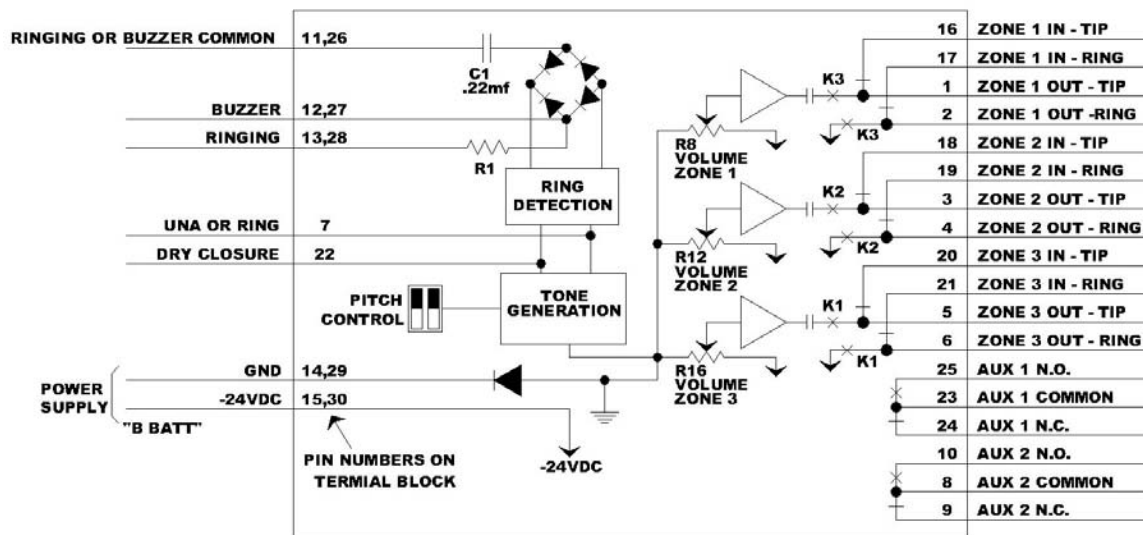 RINGING OR BUZZER COMMON 11,26
C1
.22mf
BUZZER 12,27
RINGING 13,28
R1
RING
DETECTION
UNA OR RING 7
DRY CLOSURE 22
TONE
GENERATION
PITCH
CONTROL
GND 14,29
POWER
SUPPLY
-24VDC 15,30
"B BATT"
PIN NUMBERS ON
TERMIAL BLOCK
-24VDC
K3
R8
VOLUME
ZONE 1
K3
K2
R12
VOLUME
ZONE 2
K2
K1
R16
VOLUME
ZONE 3
K1
16 ZONE 1 IN - TIP
17 ZONE 1 IN - RING
1 ZONE 1 OUT - TIP
2 ZONE 1 OUT -RING
18 ZONE 2 IN - TIP
19 ZONE 2 IN - RING
3 ZONE 2 OUT - TIP
4 ZONE 2 OUT - RING
20 ZONE 3 IN - TIP
21 ZONE 3 IN - RING
5 ZONE 3 OUT - TIP
6 ZONE 3 OUT - RING
25 AUX 1 N.O.
23 AUX 1 COMMON
24 AUX 1 N.C.
10 AUX 2 N.O.
8 AUX 2 COMMON
9 AUX 2 N.C.